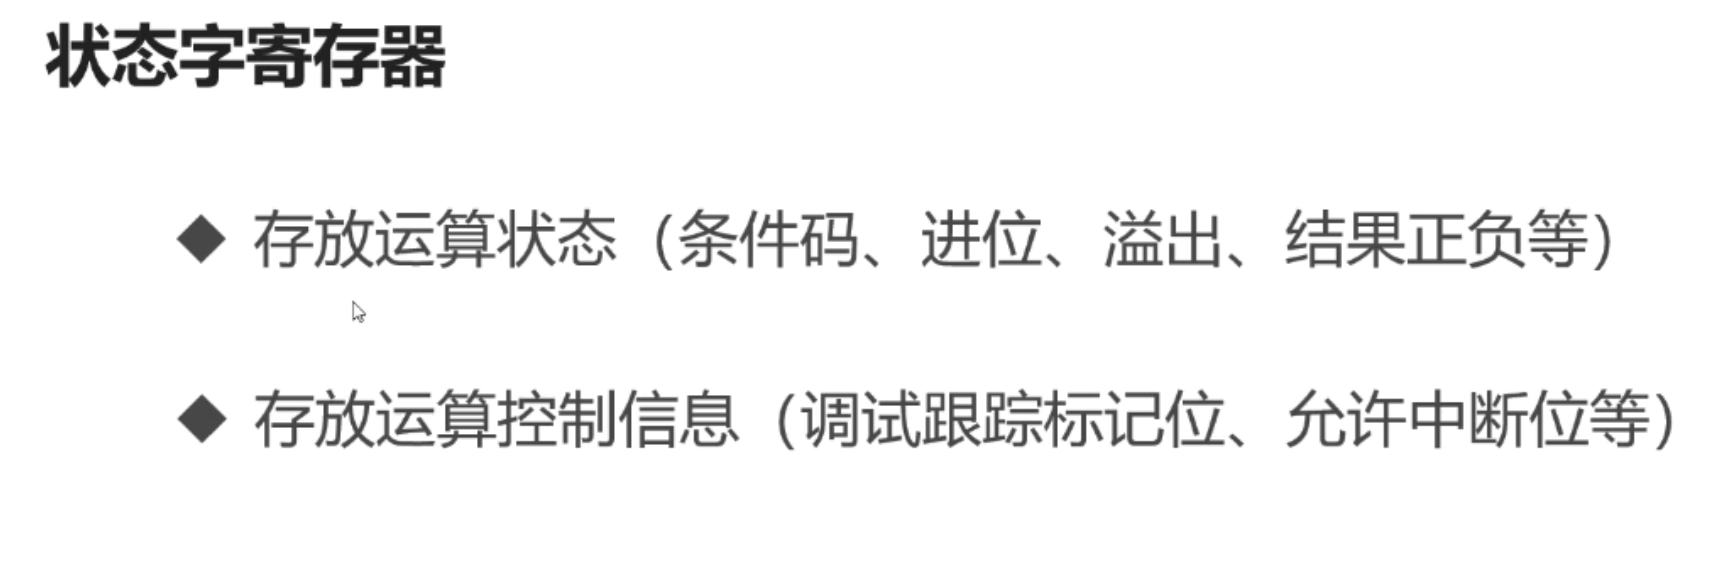 状态字寄存器
◆ 存放运算状态（条件码、进位、溢出、结果正负等）
◆ 存放运算控制信息（调试跟踪标记位、允许中断位等）